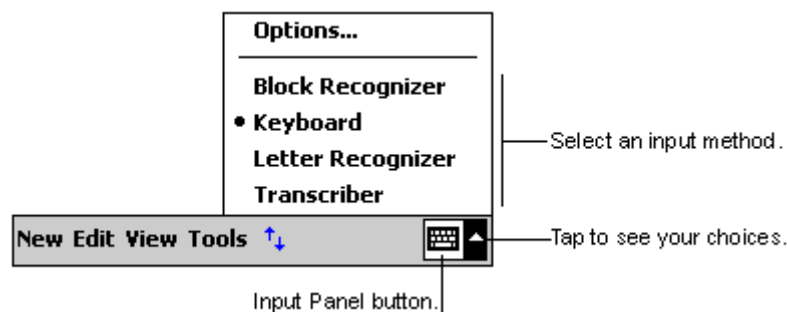 Options...
Block Recognizer
Keyboard
Select an input method.
Letter Recognizer
Transcriber
New Edit View Tools
Tap to see your choices.
Input Panel button.